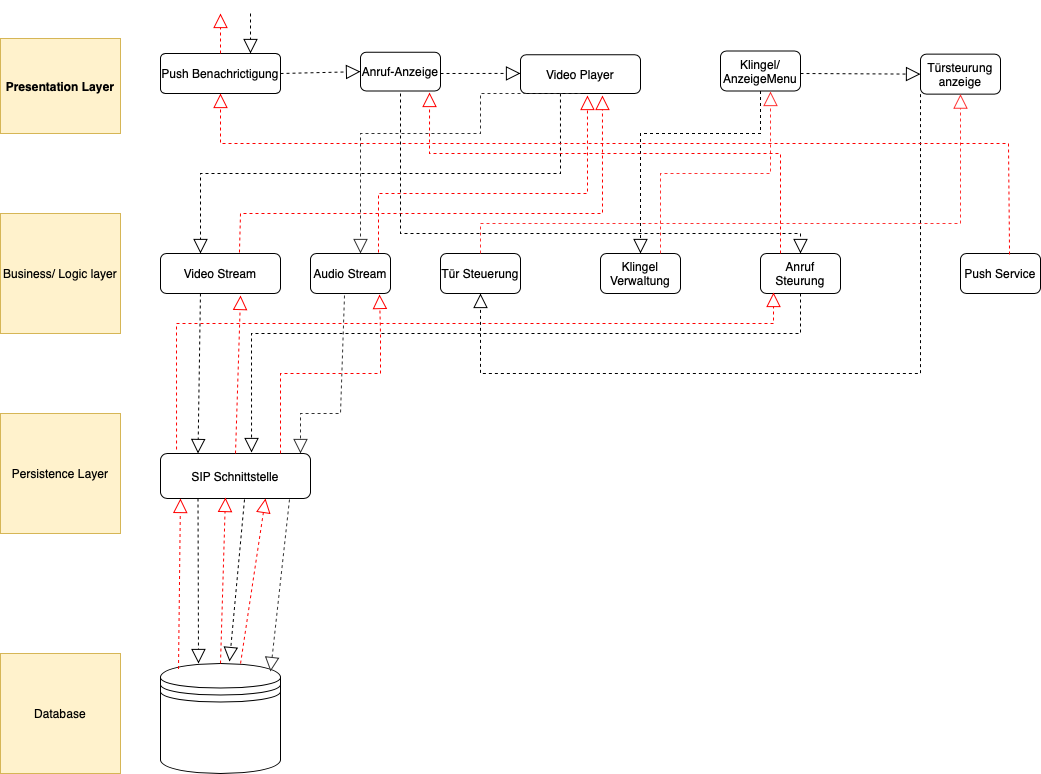 Presentation Layer
Push Benachrictigung
Anruf-Anzeige
Video Player
Klingel/
AnzeigeMenu
Türsteurung
anzeige
Business/ Logic layer
Video Stream
Audio Stream
Tür Steuerung
Klingel
Verwaltung
Anruf
Steurung
Push Service
Persistence Layer
SIP Schnittstelle
Database